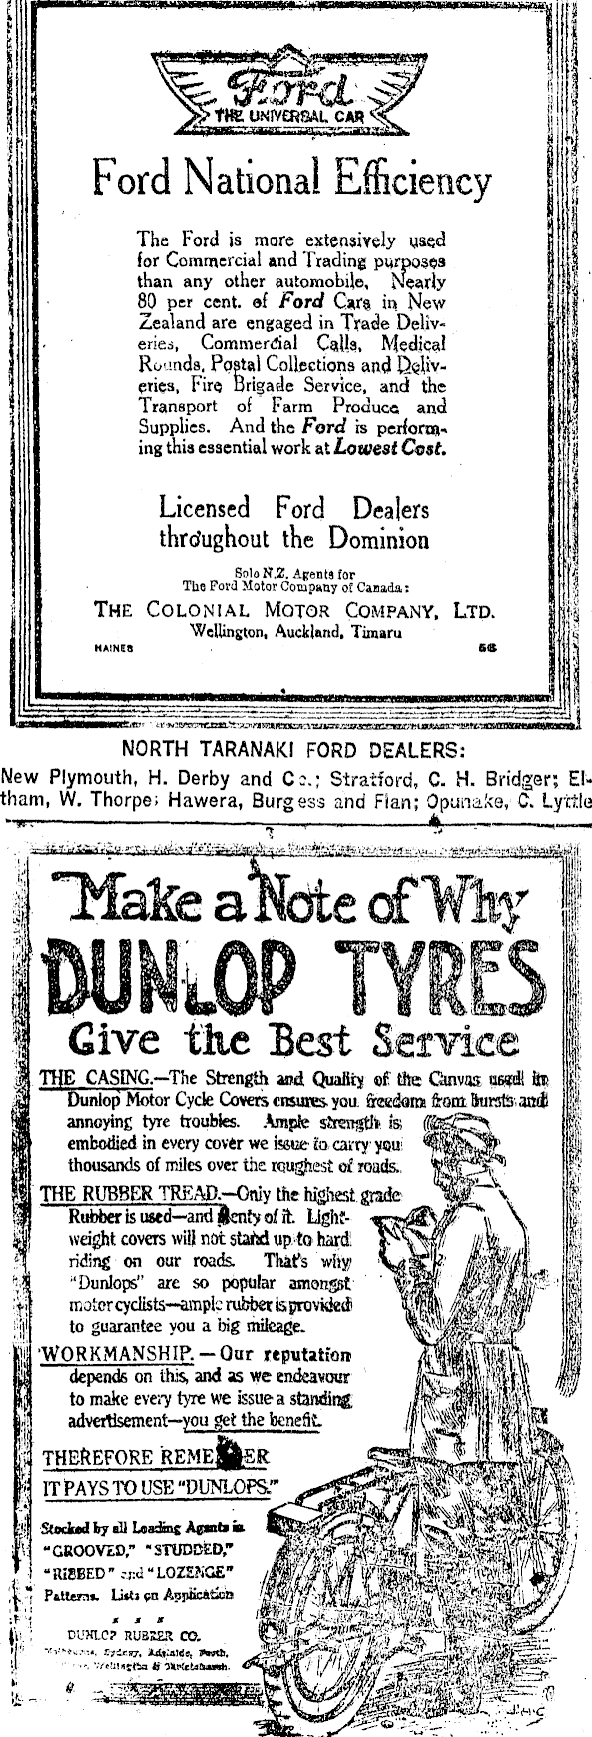 Ford
THE UNIVERSAL CAR
Ford National Efficiency
The Ford is more extensively used
for Commercial and Trading purposes
than any other automobile. Nearly
80 per cent. of Ford Cars in New
Zealand are engaged in Trade Deliv-
eries, Commercial Calls, Medical
Rounds, Postal Collections and Deliv-
eries, Fire Brigade Service, and the
Transport of Farm Produce and
Supplies. And the Ford is perform-
ing this essential work at Lowest Cost.
Licensed Ford Dealers
throughout the Dominion
Sole N.Z. Agents for
The Ford Motor Company of Canada:
THE COLONIAL MOTOR COMPANY, LTD.
Wellington, Auckland, Timaru
HAINES
NORTH TARANAKI FORD DEALERS:
New Plymouth, H. Derby and Co.; Stratford, C. H. Bridger; El-
tham, W. Thorpe; Hawera, Burgess and Flan; Opunake, C. Lyttle
Make a Note of Why
DUNLOP TYRES
Give the Best Service
THE CASING.—The Strength and Quality of the Canvas used in
Dunlop Motor Cycle Covers ensures you freedom from bursts and
annoying tyre troubles. Ample strength is
embodied in every cover we issue to carry you
thousands of miles over the roughest of roads.
THE RUBBER TREAD.—Only the highest grade
Rubber is used—and plenty of it. Light-
weight covers will not stand up to hard
riding on our roads. That's why
"Dunlops" are so popular amongst
motor cyclists—ample rubber is provided
to guarantee you a big mileage.
WORKMANSHIP.—Our reputation
depends on this, and as we endeavour
to make every tyre we issue a standing
advertisement—you get the benefit.
THEREFORE REMEMBER
IT PAYS TO USE "DUNLOPS."
Stocked by all Leading Agents in
"GROOVED," "STUDDED,"
"RIBBED" and "LOZENGE"
Patterns. Lists on Application
x x x
DUNLOP RUBBER CO.
Melbourne, Sydney, Adelaide, Perth,
Wellington & Christchurch.